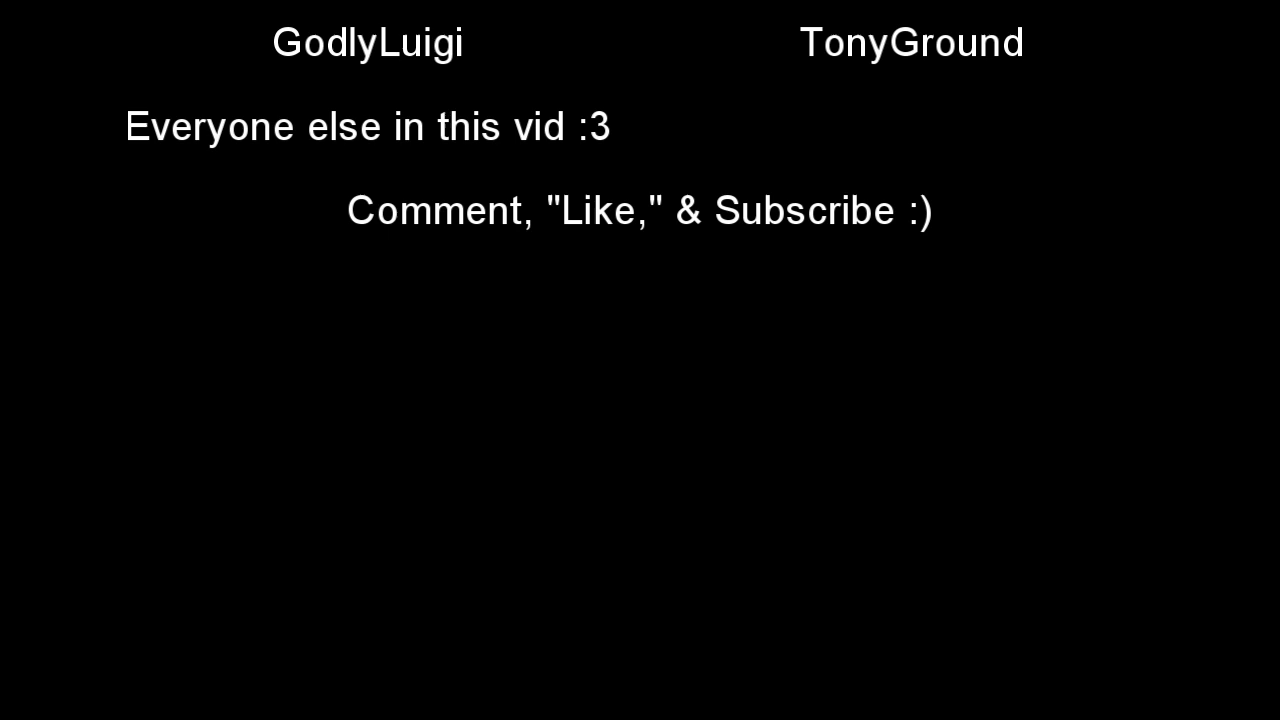 GodlyLuigi TonyGround
Everyone else in this vid :3
Comment, "Like," & Subscribe :)